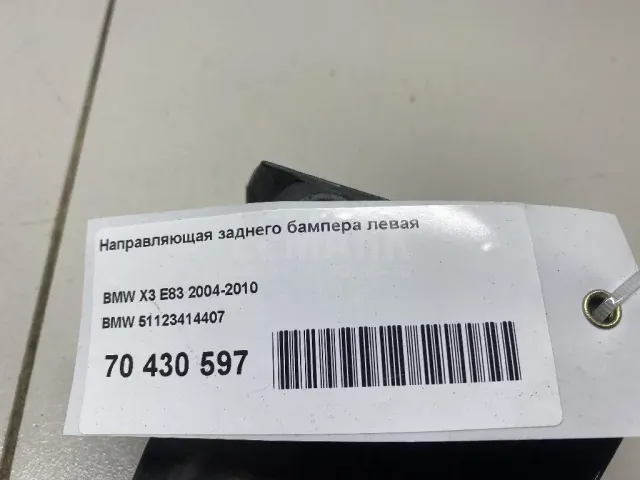 Направляющая заднего бампера левая
BMW X3 E83 2004-2010
BMW 51123414407
70 430 597